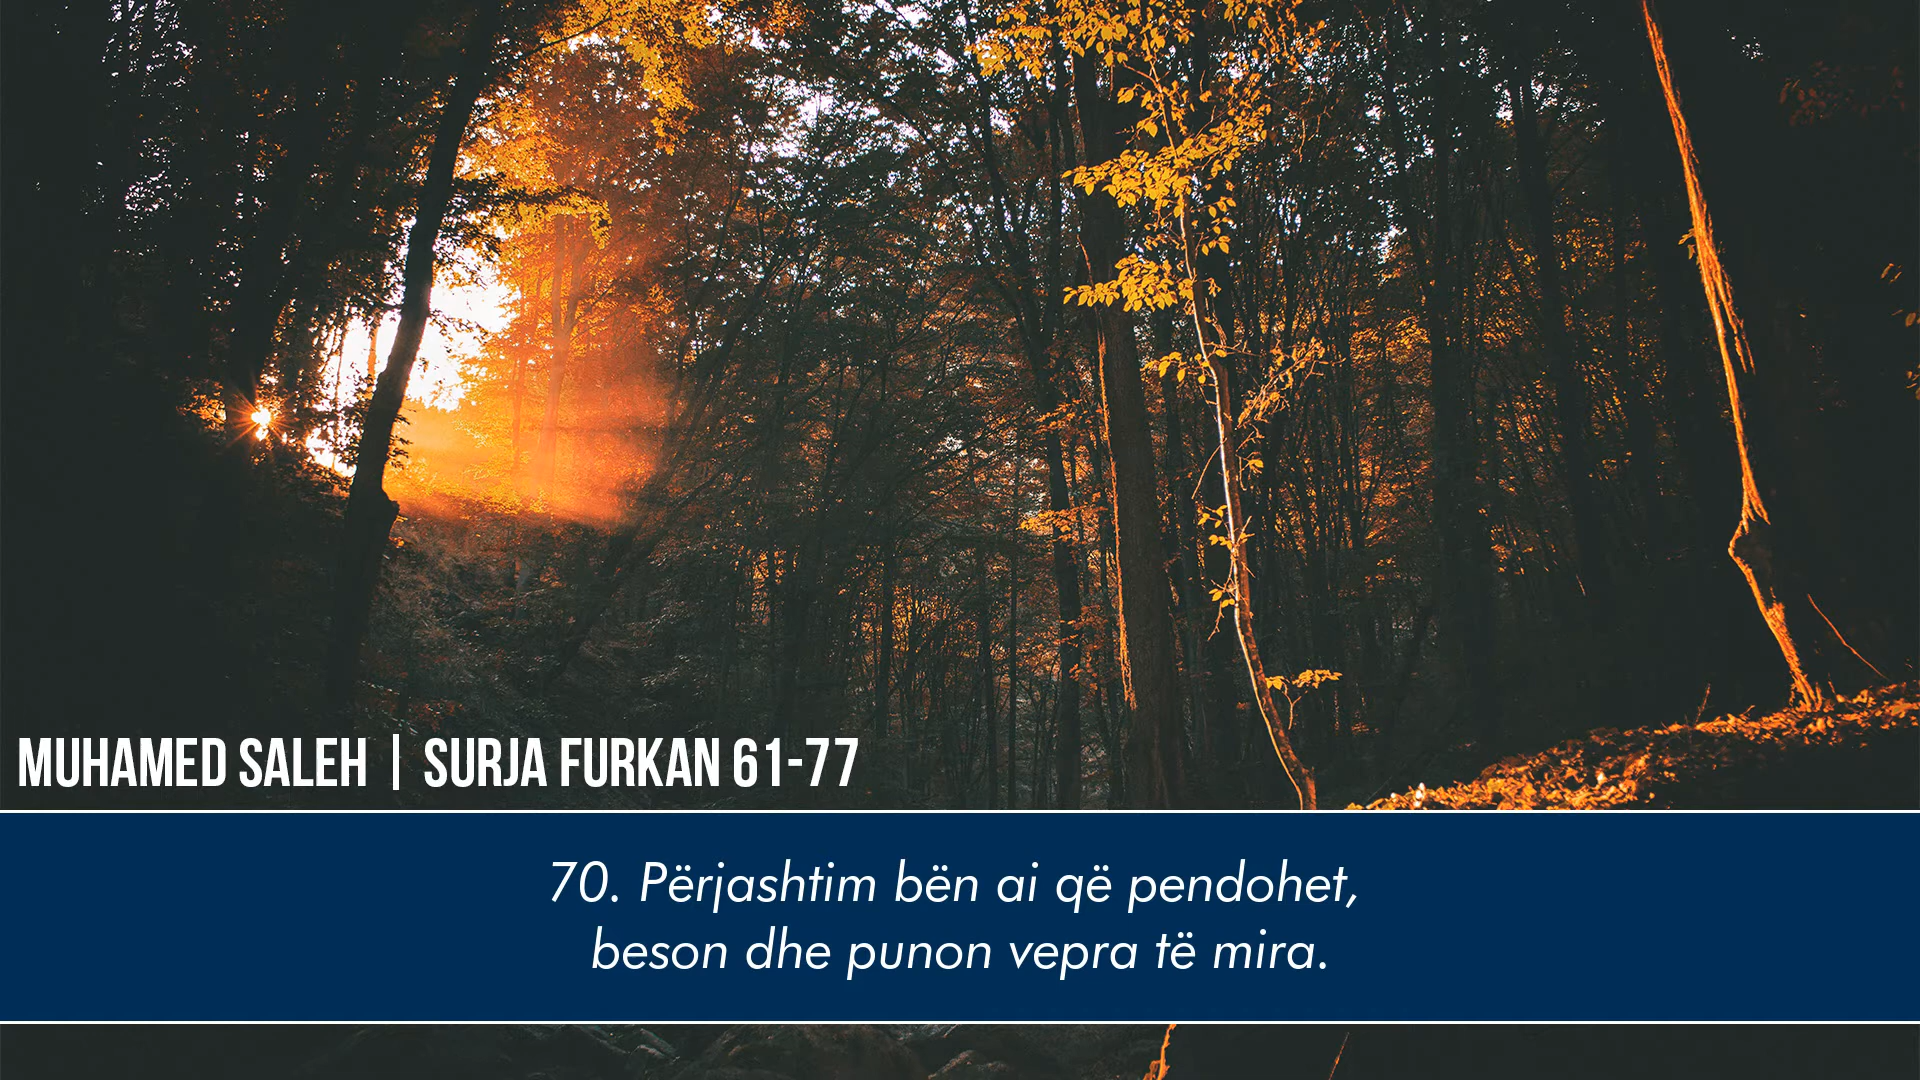 MUHAMED SALEH | SURJA FURKAN 61-77
70. Përjashtim bën ai që pendohet,
beson dhe punon vepra të mira.